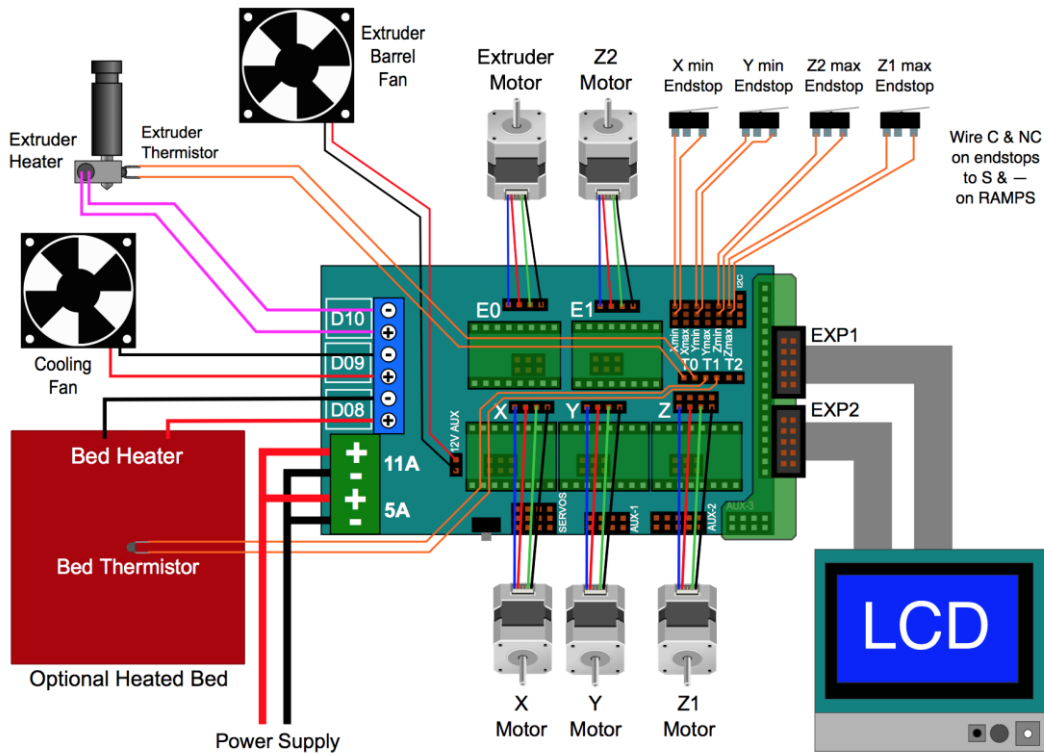 Extruder
Barrel
Fan
Extruder
Motor
Z2
Motor
X min
Endstop
Y min
Endstop
Z2 max
Endstop
Z1 max
Endstop
Wire C & NC
on endstops
to S & —
on RAMPS
Extruder
Heater
Extruder
Thermistor
Cooling
Fan
D10
-
+
D09
-
+
D08
-
+
+
-
11A
+
-
5A
12V AUX
E0
E1
I2C
Xmin
Xmax
Ymin
Ymax
Zmin
Zmax
T0 T1 T2
X
Y
Z
SERVOS
AUX-1
AUX-2
AUX-3
EXP1
EXP2
Bed Heater
Bed Thermistor
Optional Heated Bed
Power Supply
X
Motor
Y
Motor
Z1
Motor
LCD